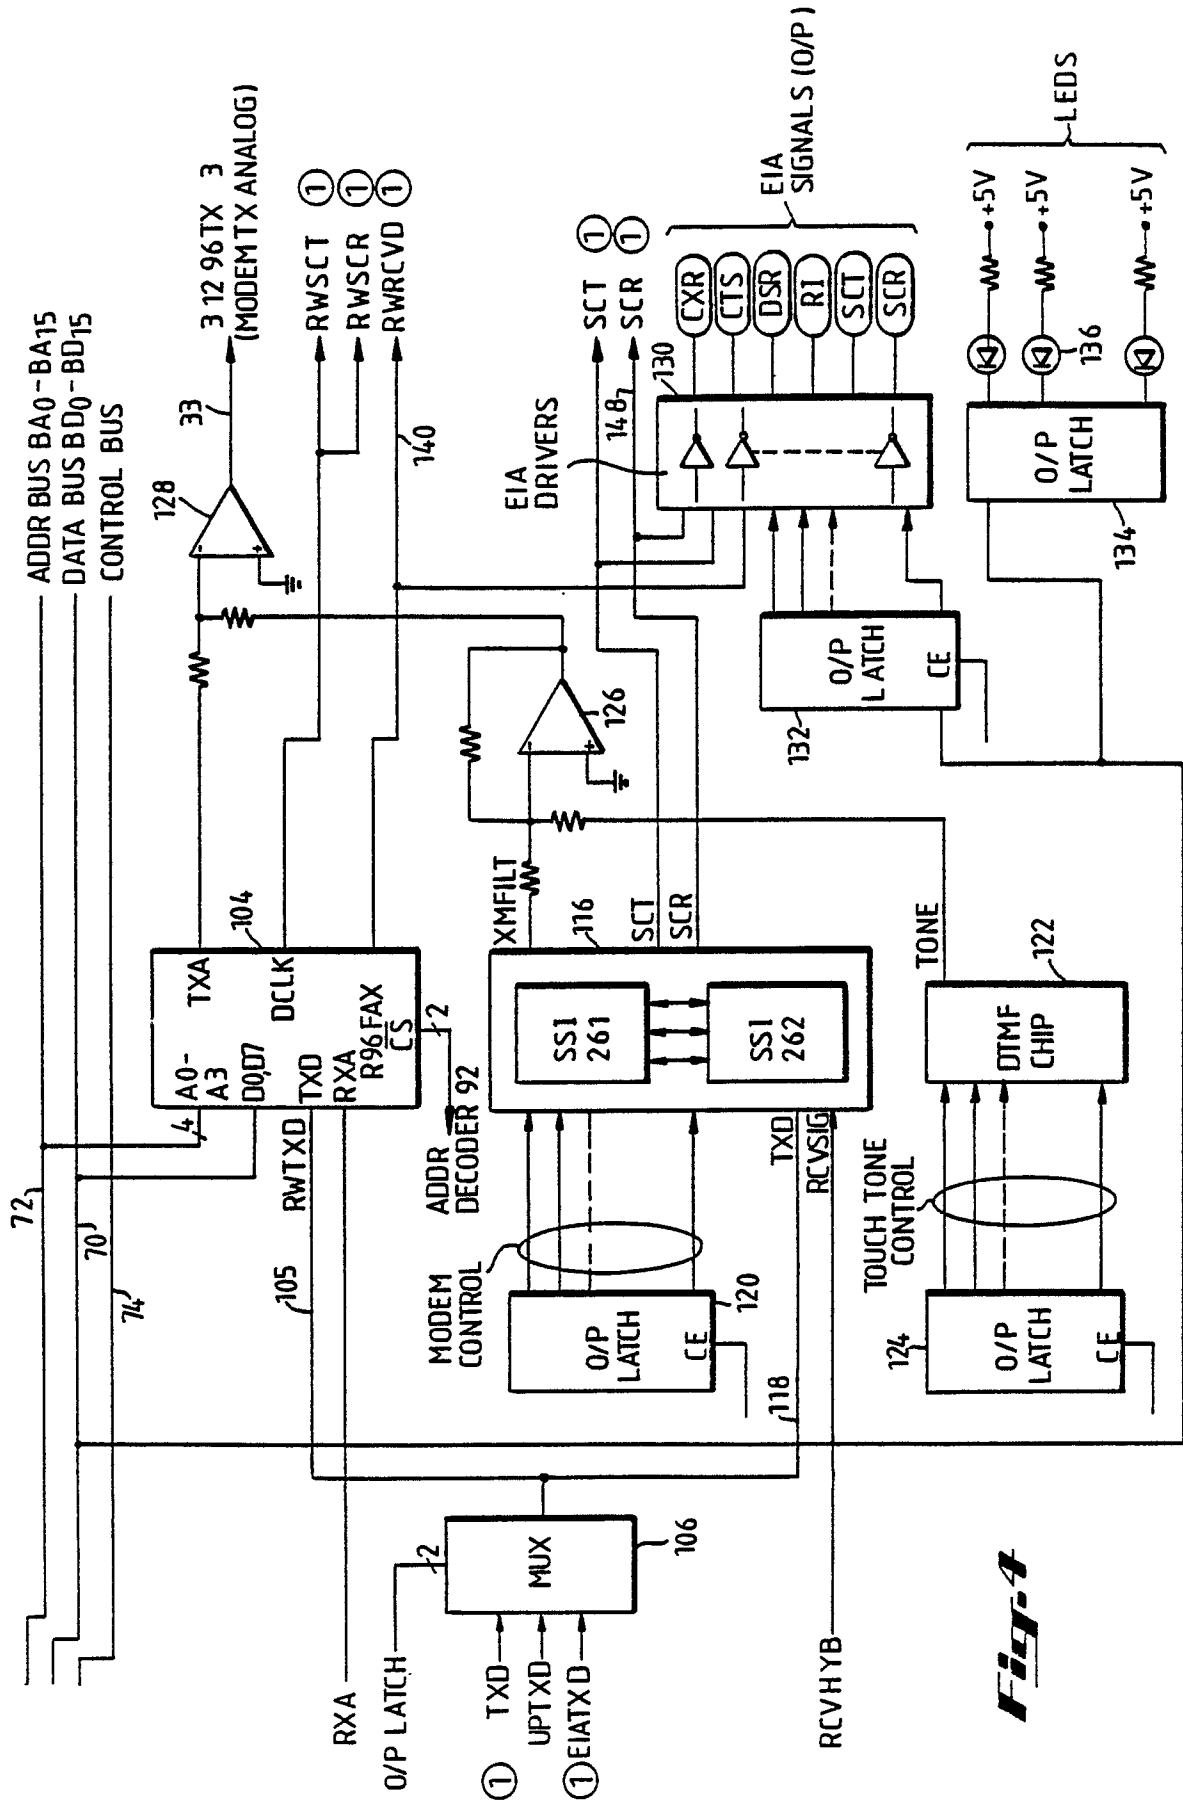 ADDR BUS BA0-BA15
DATA BUS BD0-BD15
CONTROL BUS
72
70
74
3 12 96TX 3
(MODEM TX ANALOG)
33
128
RWSCT ①
RWSCR ①
RWRCVD ①
140
104
A0-
A3
D0,D7
TXD
RXA
TXA
DCLK
R96FAX
CS
4
2
RWTXD
105
ADDR
DECODER 92
RXA
O/P LATCH
2
① TXD
UPTXD
① EIATXD
MUX
106
RCVHYB
MODEM
CONTROL
O/P
LATCH
CE
120
118
TXD
RCVSIG
SSI
261
SSI
262
116
XMFILT
SCT
SCR
126
SCT ①
SCR ①
148
EIA
DRIVERS
130
CXR
CTS
DSR
RI
SCT
SCR
EIA
SIGNALS (O/P)
132
O/P
LATCH
CE
TOUCH TONE
CONTROL
124
O/P
LATCH
CE
DTMF
CHIP
122
TONE
134
O/P
LATCH
136
+5V
+5V
+5V
LEDS
Fig. 4